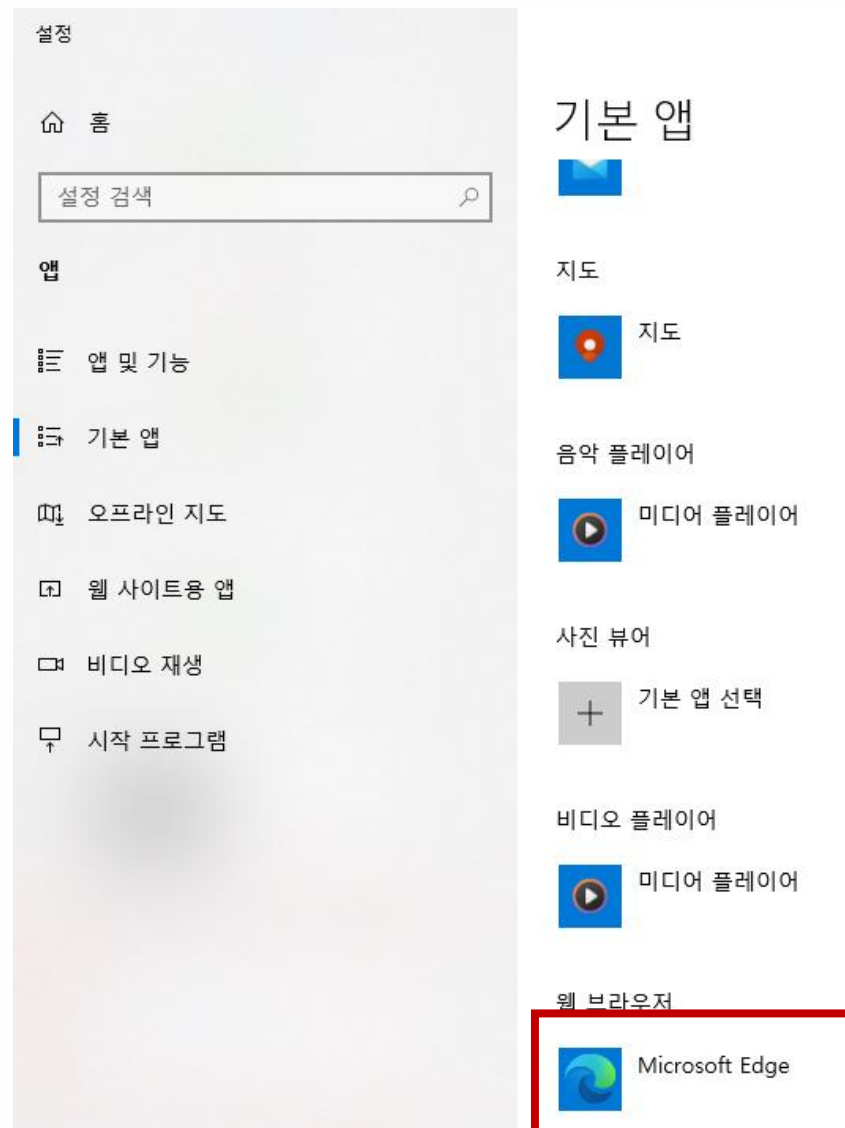 설정
홈
설정 검색
앱
앱 및 기능
기본 앱
오프라인 지도
웹 사이트용 앱
비디오 재생
시작 프로그램
기본 앱
지도
지도
음악 플레이어
미디어 플레이어
사진 뷰어
기본 앱 선택
비디오 플레이어
미디어 플레이어
웹 브라우저
Microsoft Edge